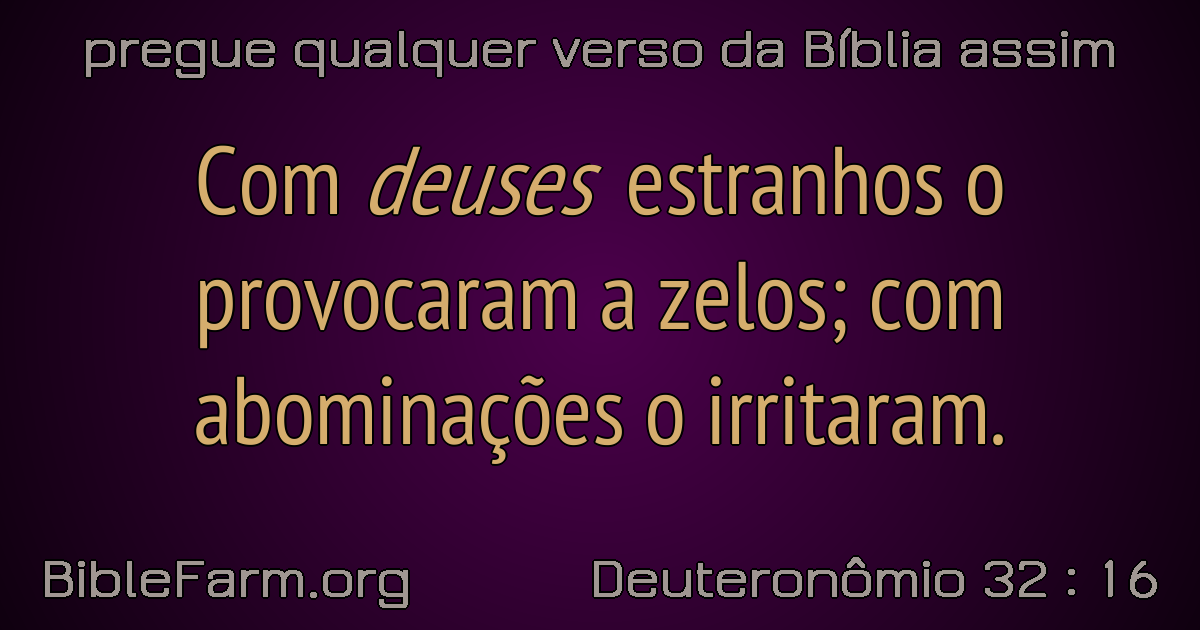 pregue qualquer verso da Bíblia assim
Com deuses estranhos o
provocaram a zelos; com
abominações o irritaram.
BibleFarm.org
Deuteronômio 32 : 16